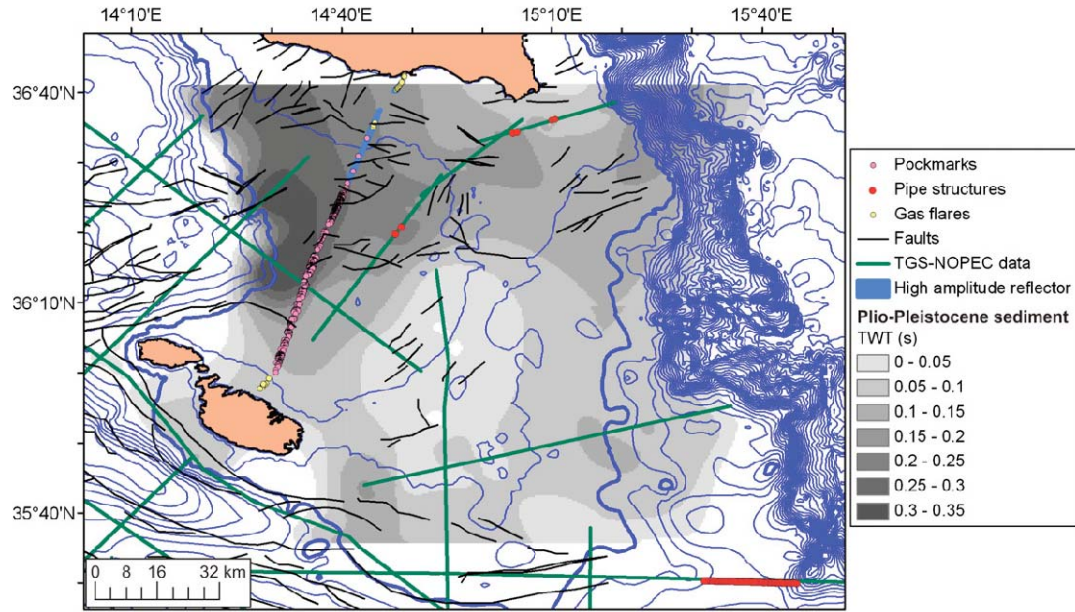 14°10'E 14°40'E 15°10'E 15°40'E
36°40'N
36°10'N
35°40'N
0 8 16 32 km
Pockmarks
Pipe structures
Gas flares
Faults
TGS-NOPEC data
High amplitude reflector
Plio-Pleistocene sediment
TWT (s)
0 - 0.05
0.05 - 0.1
0.1 - 0.15
0.15 - 0.2
0.2 - 0.25
0.25 - 0.3
0.3 - 0.35